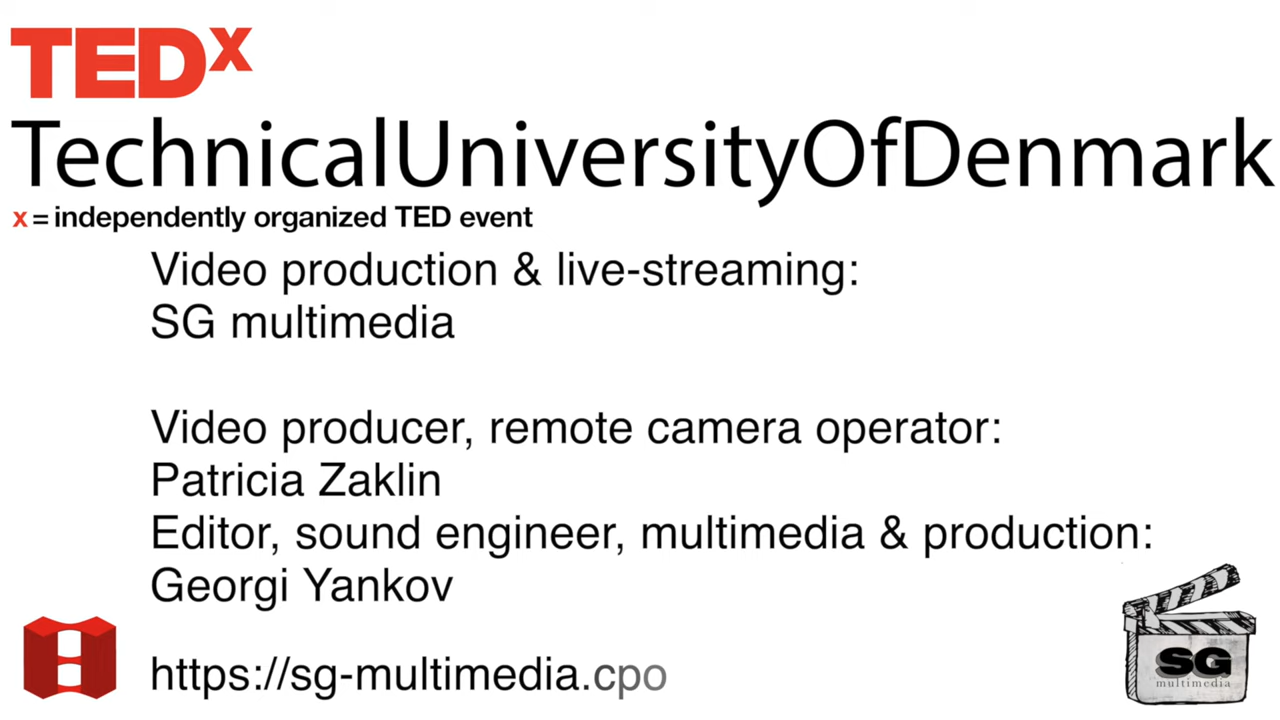 TEDx
TechnicalUniversityOfDenmark
x = independently organized TED event
Video production & live-streaming:
SG multimedia
Video producer, remote camera operator:
Patricia Zaklin
Editor, sound engineer, multimedia & production:
Georgi Yankov
https://sg-multimedia.cpo
SG
multimedia